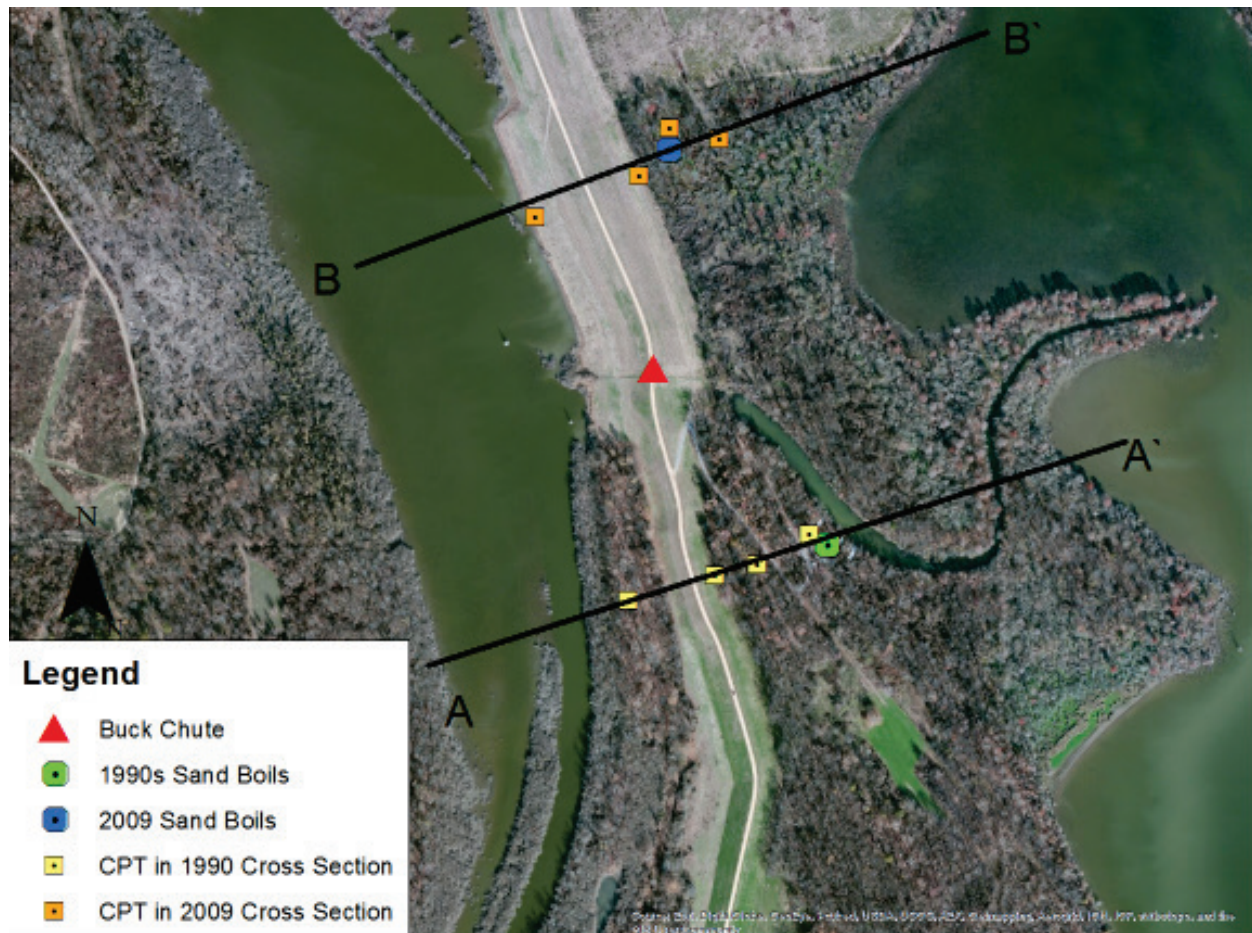 B`
B
A`
N
A
Legend
Buck Chute
1990s Sand Boils
2009 Sand Boils
CPT in 1990 Cross Section
CPT in 2009 Cross Section